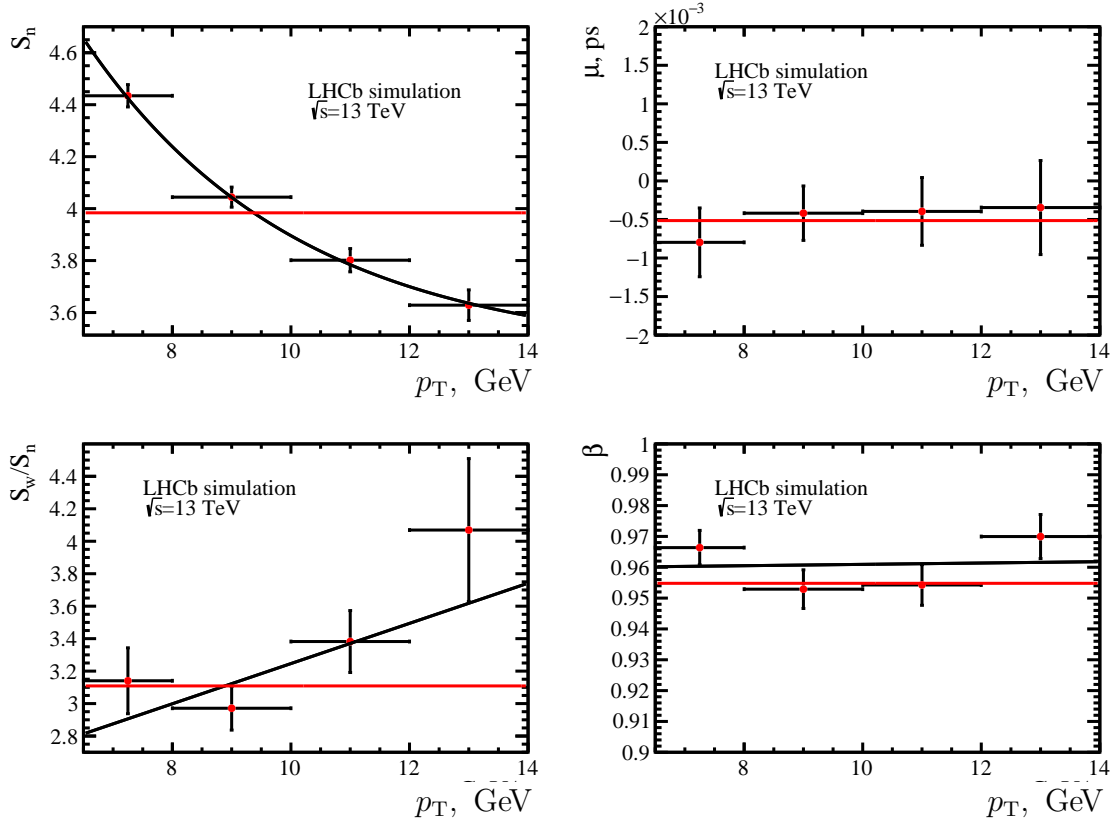 S_n
4.6
4.4
4.2
4
3.8
3.6
LHCb simulation
√s=13 TeV
8 10 12 14
p_T, GeV
μ, ps
×10⁻³
2
1.5
1
0.5
0
−0.5
−1
−1.5
−2
LHCb simulation
√s=13 TeV
8 10 12 14
p_T, GeV
S_w/S_n
4.4
4.2
4
3.8
3.6
3.4
3.2
3
2.8
LHCb simulation
√s=13 TeV
8 10 12 14
p_T, GeV
β
1
0.99
0.98
0.97
0.96
0.95
0.94
0.93
0.92
0.91
0.9
LHCb simulation
√s=13 TeV
8 10 12 14
p_T, GeV